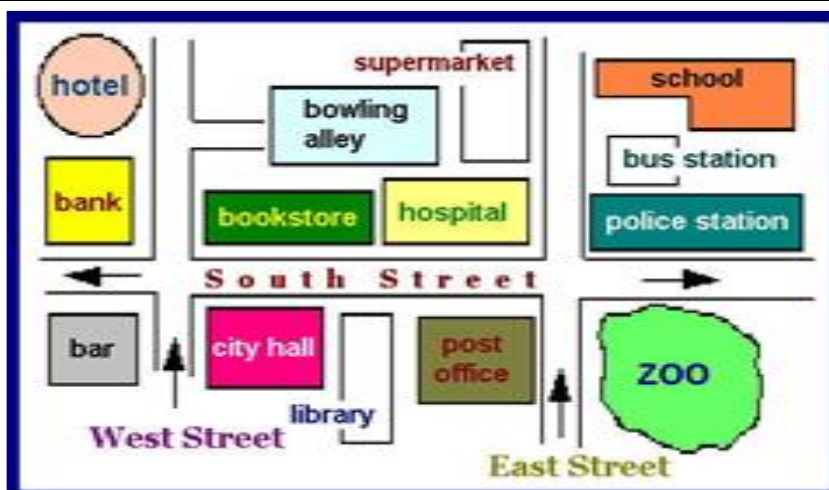 supermarket
hotel
school
bowling
alley
bus station
bank
bookstore
hospital
police station
South Street
bar
city hall
post
office
ZOO
library
West Street
East Street